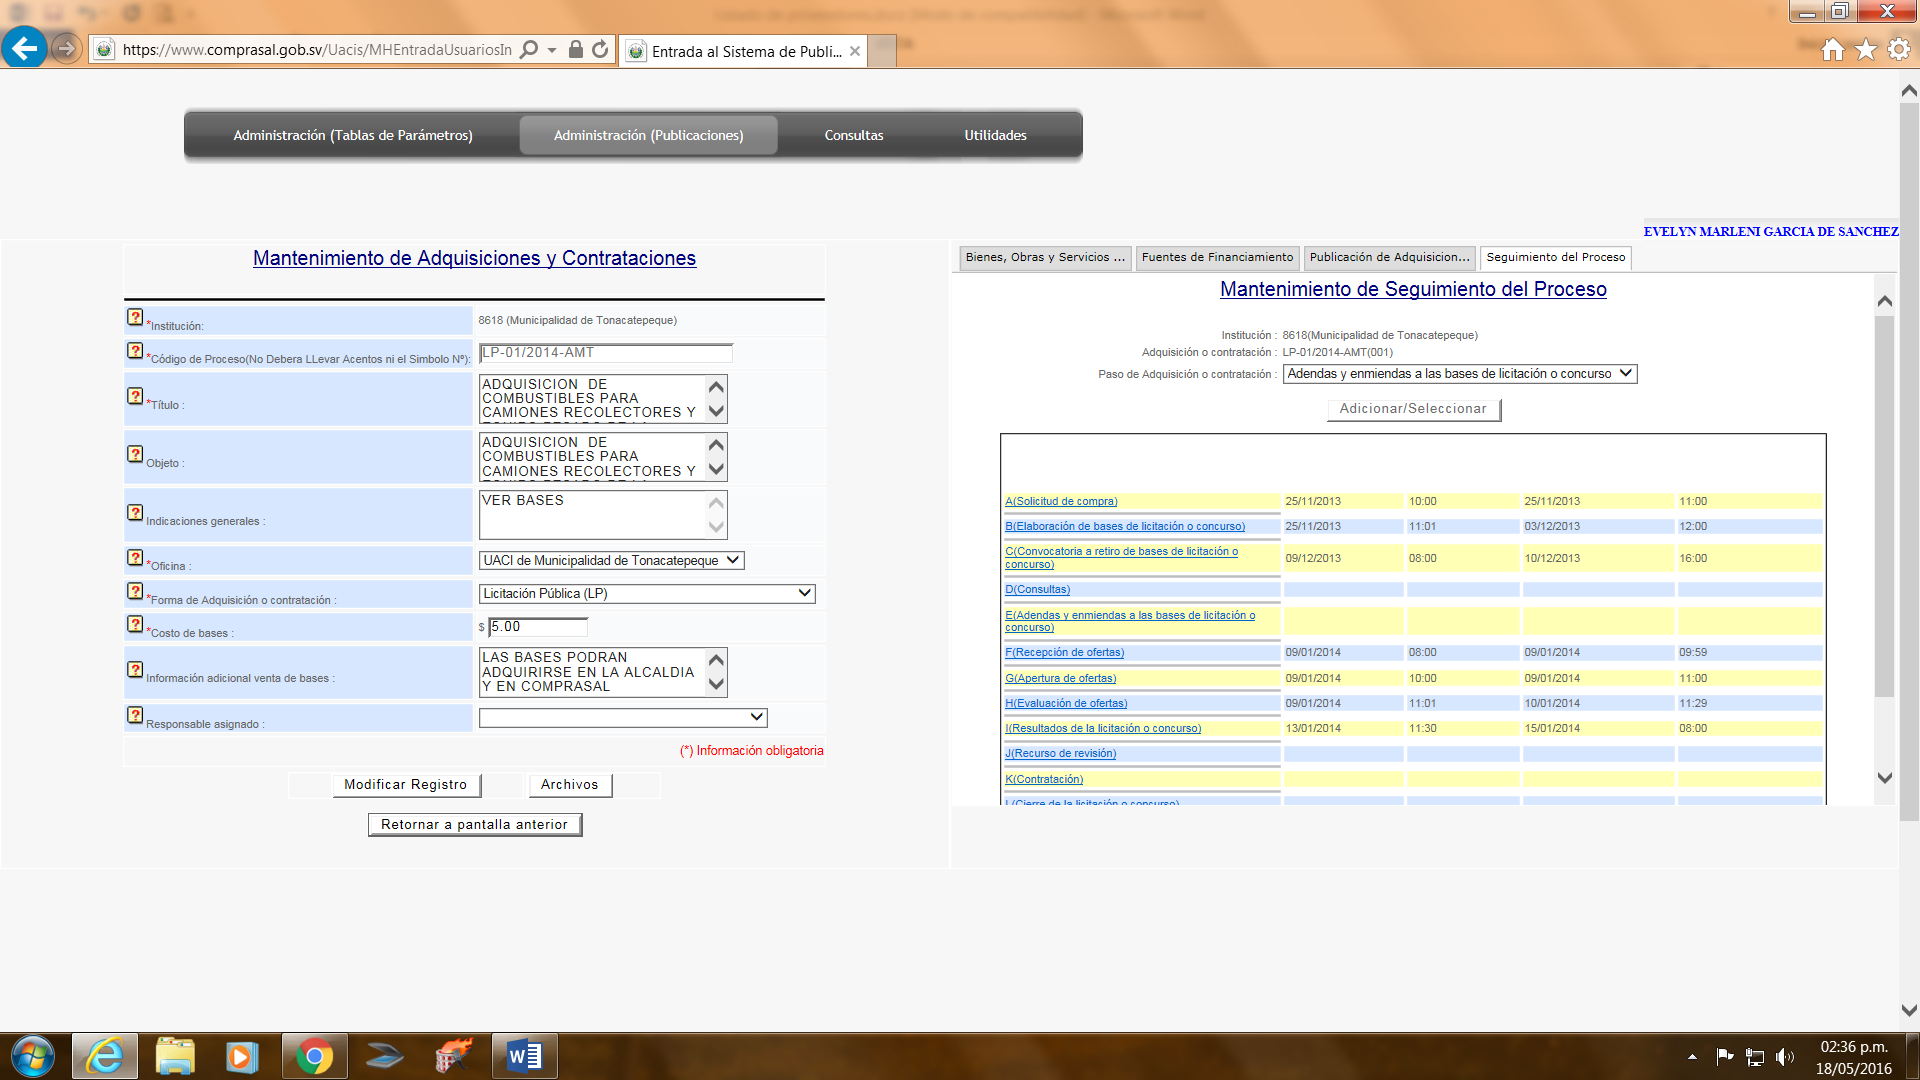 https://www.comprasal.gob.sv/Uacis/MHEntradaUsuariosIn
Entrada al Sistema de Publi...
Administración (Tablas de Parámetros)
Administración (Publicaciones)
Consultas
Utilidades
EVELYN MARLENI GARCIA DE SANCHEZ
Mantenimiento de Adquisiciones y Contrataciones
*Institución:
8618 (Municipalidad de Tonacatepeque)
*Código de Proceso(No Debera LLevar Acentos ni el Simbolo Nº):
LP-01/2014-AMT
*Título :
ADQUISICION DE
COMBUSTIBLES PARA
CAMIONES RECOLECTORES Y
Objeto :
ADQUISICION DE
COMBUSTIBLES PARA
CAMIONES RECOLECTORES Y
Indicaciones generales :
VER BASES
*Oficina :
UACI de Municipalidad de Tonacatepeque
*Forma de Adquisición o contratación :
Licitación Pública (LP)
*Costo de bases :
$ 5.00
Información adicional venta de bases :
LAS BASES PODRAN
ADQUIRIRSE EN LA ALCALDIA
Y EN COMPRASAL
Responsable asignado :
(*) Información obligatoria
Modificar Registro
Archivos
Retornar a pantalla anterior
Bienes, Obras y Servicios ...
Fuentes de Financiamiento
Publicación de Adquisicion...
Seguimiento del Proceso
Mantenimiento de Seguimiento del Proceso
Institución : 8618(Municipalidad de Tonacatepeque)
Adquisición o contratación : LP-01/2014-AMT(001)
Paso de Adquisición o contratación : Adendas y enmiendas a las bases de licitación o concurso
Adicionar/Seleccionar
A(Solicitud de compra) 25/11/2013 10:00 25/11/2013 11:00
B(Elaboración de bases de licitación o concurso) 25/11/2013 11:01 03/12/2013 12:00
C(Convocatoria a retiro de bases de licitación o
concurso) 09/12/2013 08:00 10/12/2013 16:00
D(Consultas)
E(Adendas y enmiendas a las bases de licitación o
concurso)
F(Recepción de ofertas) 09/01/2014 08:00 09/01/2014 09:59
G(Apertura de ofertas) 09/01/2014 10:00 09/01/2014 11:00
H(Evaluación de ofertas) 09/01/2014 11:01 10/01/2014 11:29
I(Resultados de la licitación o concurso) 13/01/2014 11:30 15/01/2014 08:00
J(Recurso de revisión)
K(Contratación)
L(Cierre de la licitación o concurso)
02:36 p.m.
18/05/2016